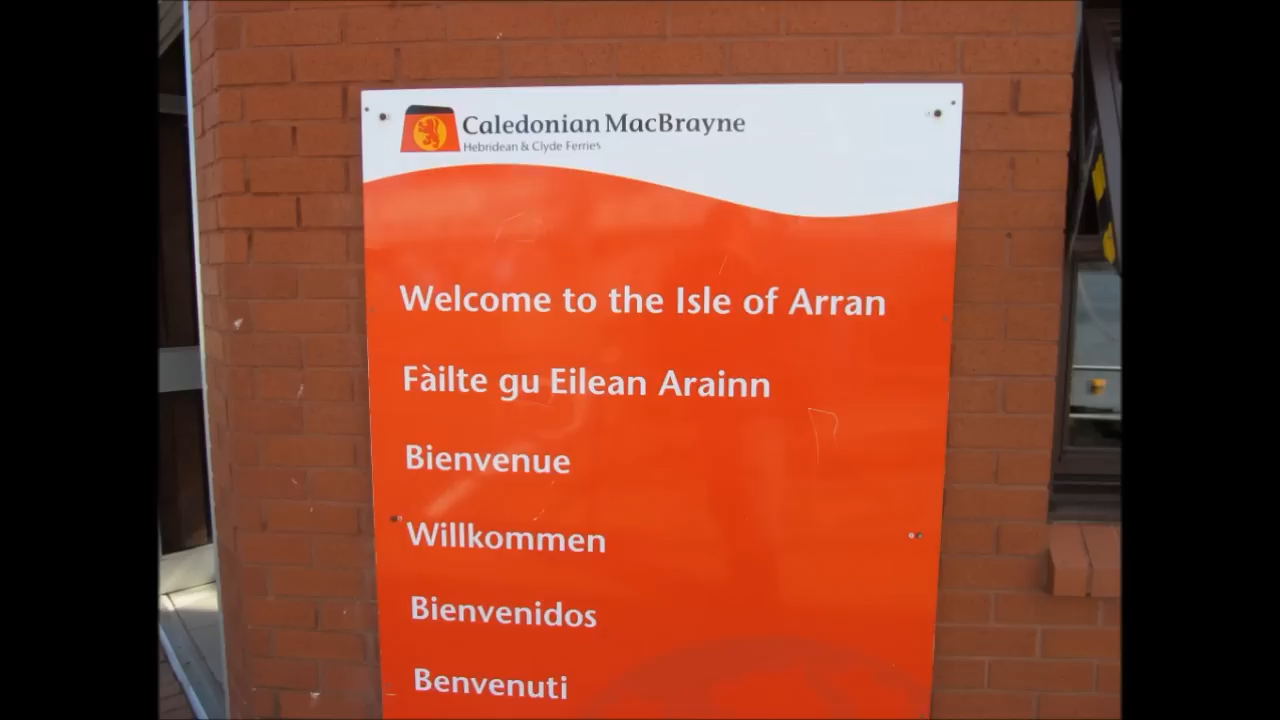 Caledonian MacBrayne
Hebridean & Clyde Ferries
Welcome to the Isle of Arran
Fàilte gu Eilean Arainn
Bienvenue
Willkommen
Bienvenidos
Benvenuti